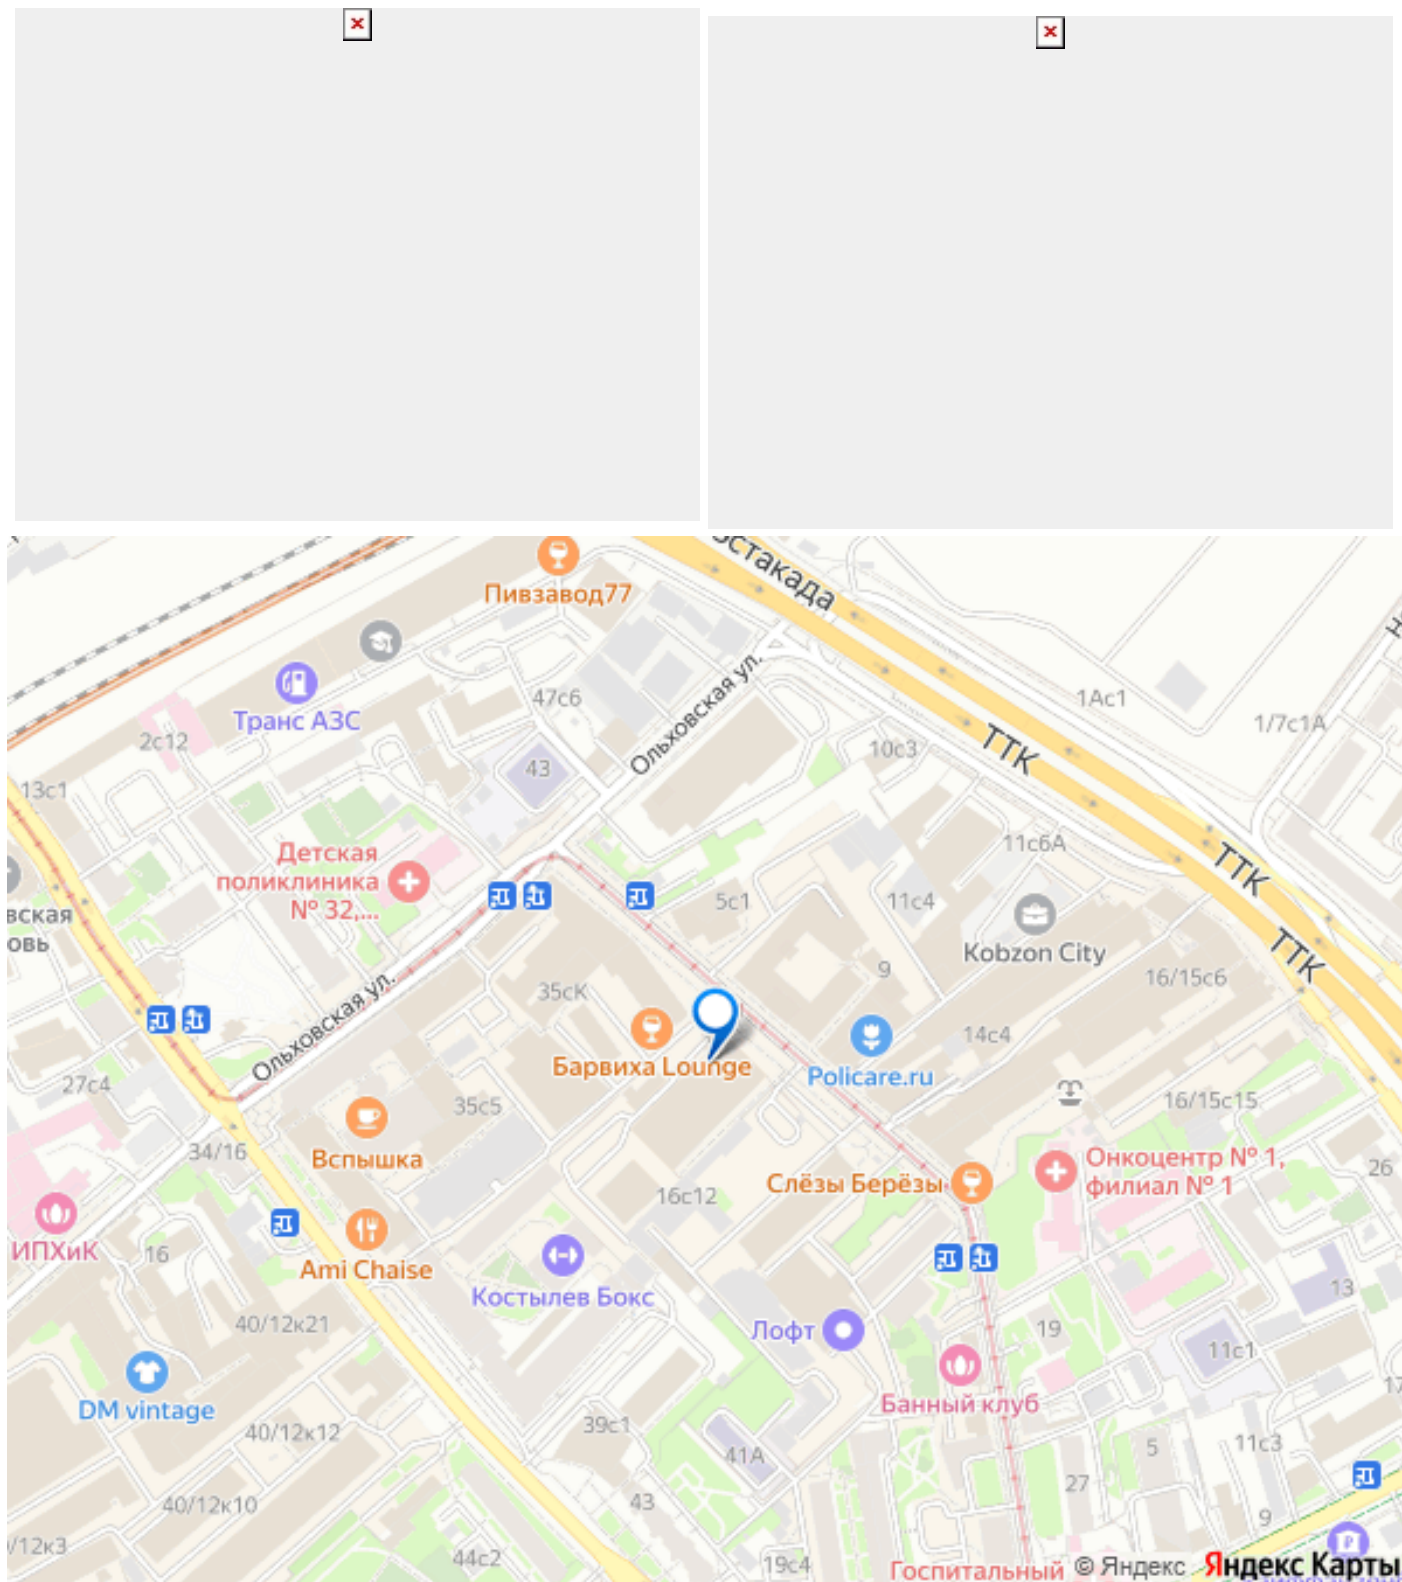 Эстакада
Пивзавод77
Ольховская ул.
47с6
1Ас1
1/7с1А
Транс АЗС
2с12
ТТК
10с3
43
13с1
11с6А
ТТК
Детская
поликлиника
№ 32,...
5с1
11с4
вская
овь
Kobzon City
ТТК
9
16/15с6
35сК
Ольховская ул.
14с4
Барвиха Lounge
Policare.ru
27с4
35с5
16/15с15
34/16
Вспышка
Онкоцентр № 1,
филиал № 1
26
Слёзы Берёзы
16с12
ИПХиК
16
Ami Chaise
Костылев Бокс
13
40/12к21
Лофт
19
11с1
17
DM vintage
Банный клуб
40/12к12
39с1
41А
5
11с3
27
40/12к10
43
9
/12к3
44с2
19с4
Госпитальный
© Яндекс
Яндекс Карты